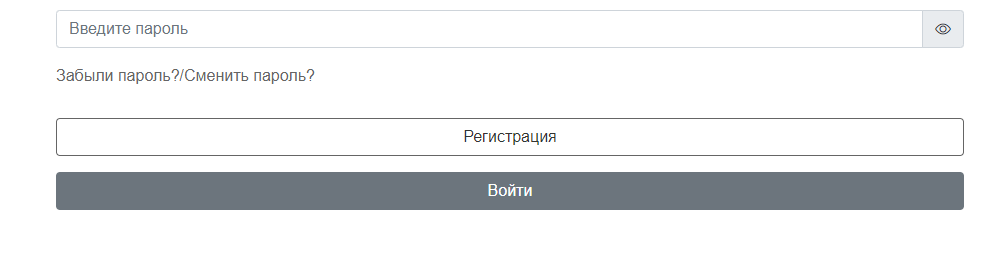 Введите пароль
Забыли пароль?/Сменить пароль?
Регистрация
Войти